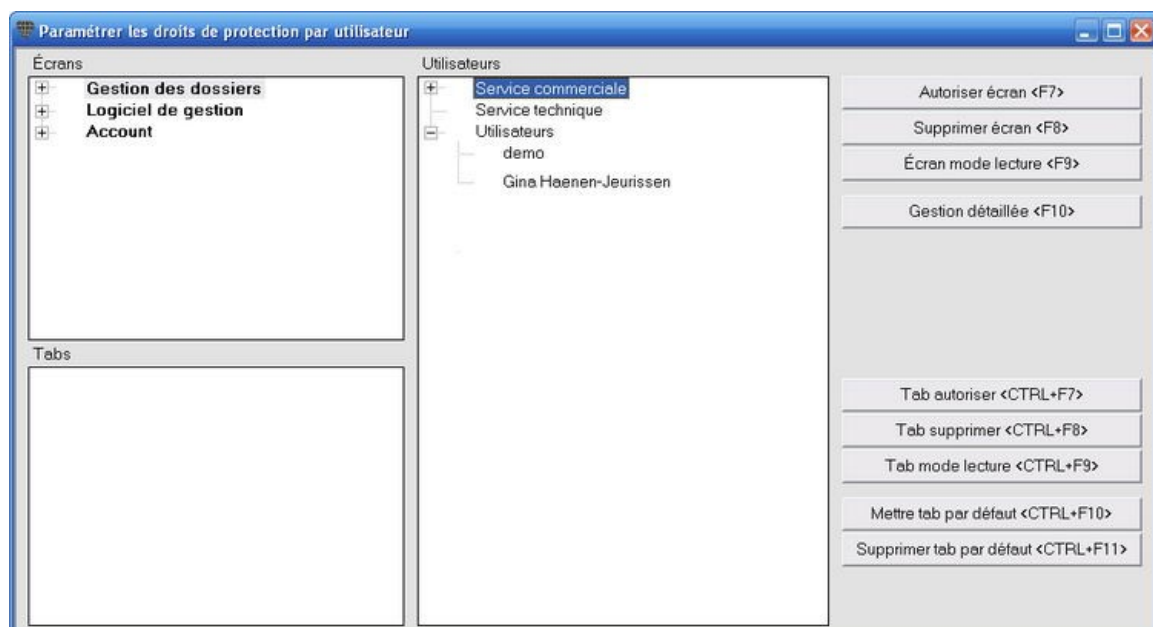 Paramétrer les droits de protection par utilisateur
Écrans
Gestion des dossiers
Logiciel de gestion
Account
Tabs
Utilisateurs
Service commerciale
Service technique
Utilisateurs
demo
Gina Haenen-Jeurissen
Autoriser écran <F7>
Supprimer écran <F8>
Écran mode lecture <F9>
Gestion détaillée <F10>
Tab autoriser <CTRL+F7>
Tab supprimer <CTRL+F8>
Tab mode lecture <CTRL+F9>
Mettre tab par défaut <CTRL+F10>
Supprimer tab par défaut <CTRL+F11>